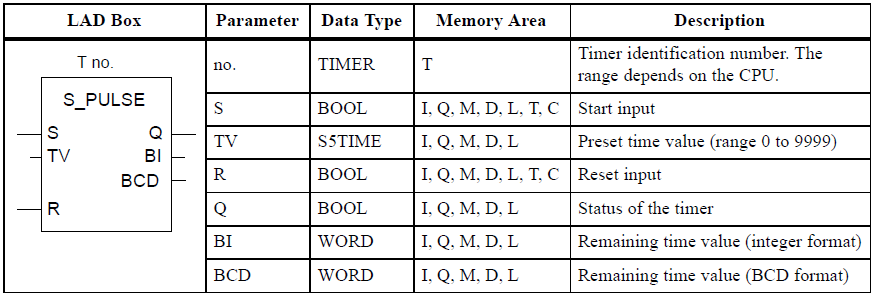 LAD Box Parameter Data Type Memory Area Description
T no.
S_PULSE
S Q
TV BI
BCD
R
no. TIMER T Timer identification number. The
range depends on the CPU.
S BOOL I, Q, M, D, L, T, C Start input
TV S5TIME I, Q, M, D, L Preset time value (range 0 to 9999)
R BOOL I, Q, M, D, L, T, C Reset input
Q BOOL I, Q, M, D, L Status of the timer
BI WORD I, Q, M, D, L Remaining time value (integer format)
BCD WORD I, Q, M, D, L Remaining time value (BCD format)